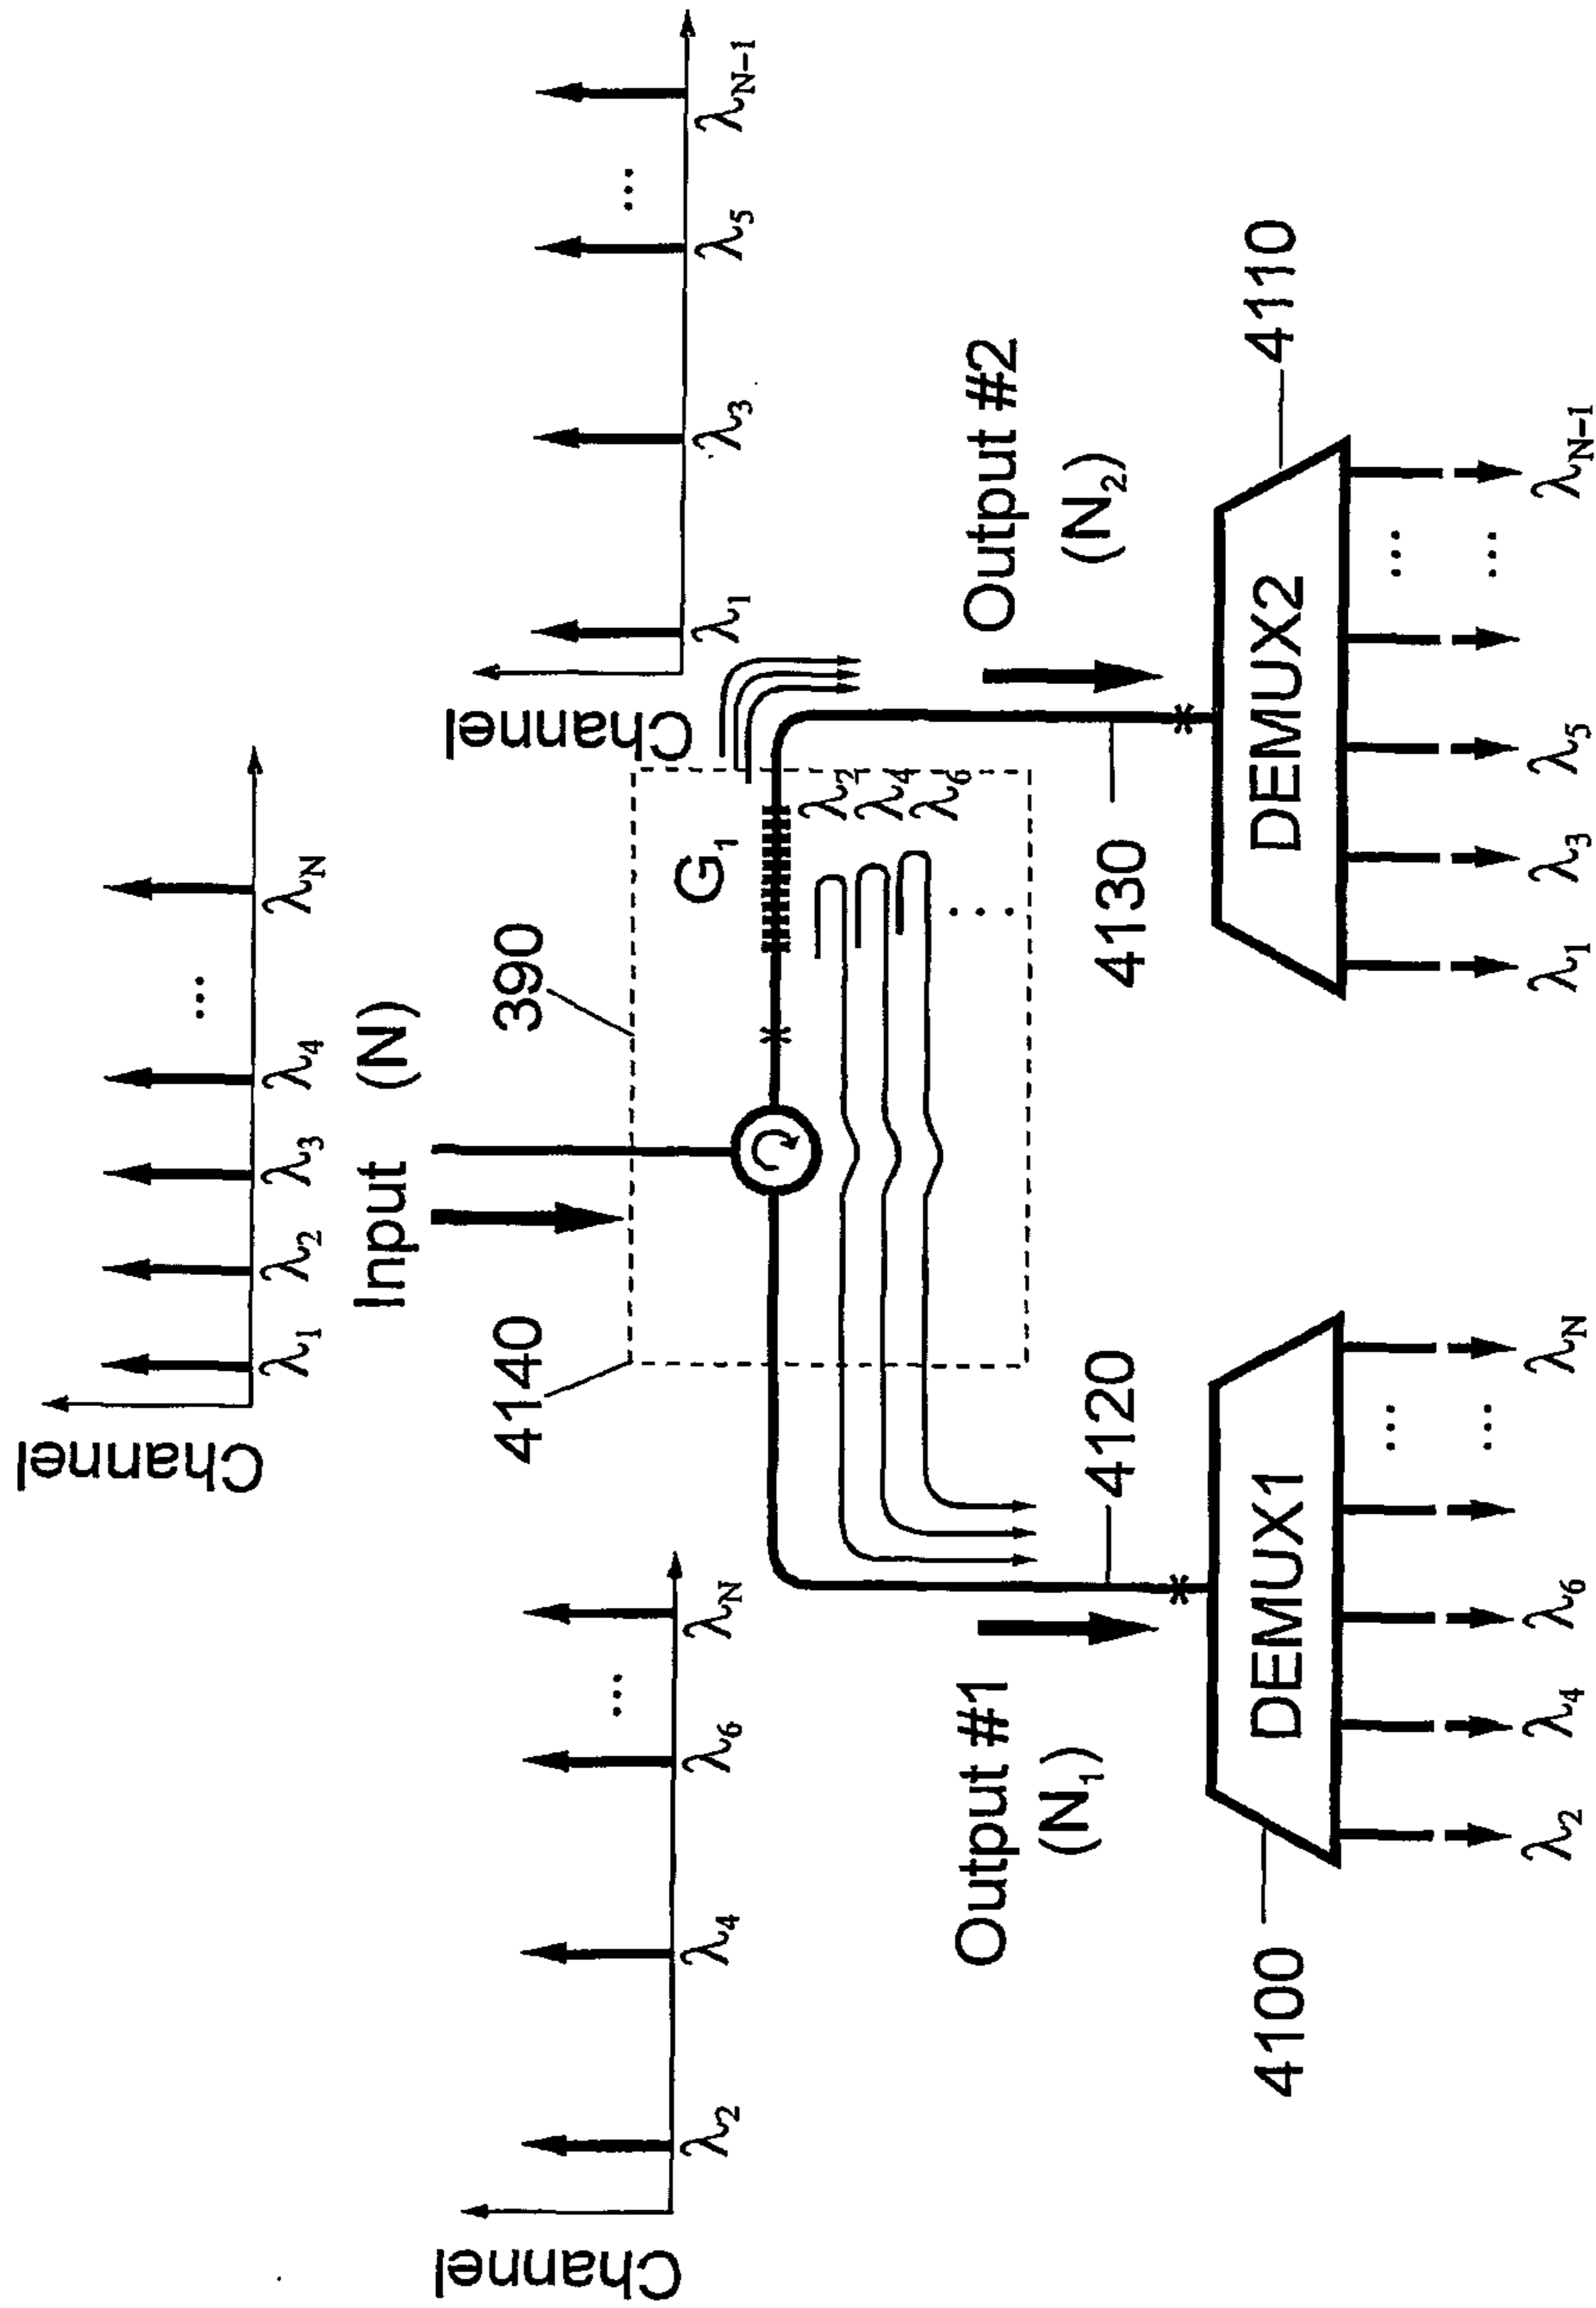 Channel
λ1 λ2 λ3 λ4 ... λN
Input (N)
Channel
λ2 λ4 λ6 ... λN
Channel
λ1 λ3 λ5 ... λN-1
4140
390
G1
λ2
λ4
λ6
...
Output #1
(N1)
4120
Output #2
(N2)
4130
4100
DEMUX1
...
...
λ2 λ4 λ6 λN
4110
DEMUX2
...
...
λ1 λ3 λ5 λN-1